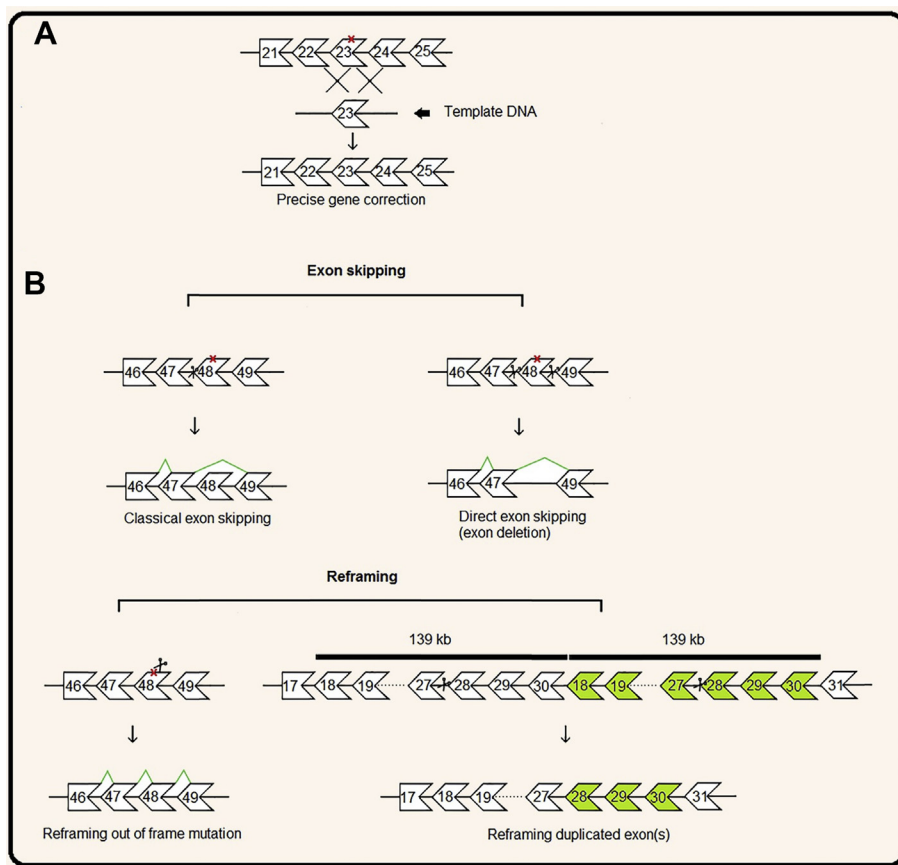 A
21 22 23 24 25
23
Template DNA
21 22 23 24 25
Precise gene correction
B
Exon skipping
46 47 48 49
46 47 48 49
46 47 48 49
46 47 49
Classical exon skipping
Direct exon skipping
(exon deletion)
Reframing
139 kb
139 kb
46 47 48 49
17 18 19 27 28 29 30 18 19 27 28 29 30 31
46 47 48 49
17 18 19 27 28 29 30 31
Reframing out of frame mutation
Reframing duplicated exon(s)